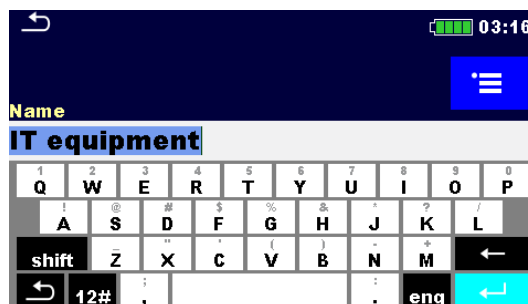 03:16
Name
IT equipment
1 2 3 4 5 6 7 8 9 0
Q W E R T Y U I O P
! @ # $ % & * ? /
A S D F G H J K L
_ " ' ( ) - +
shift Z X C V B N M
; :
12# , . eng